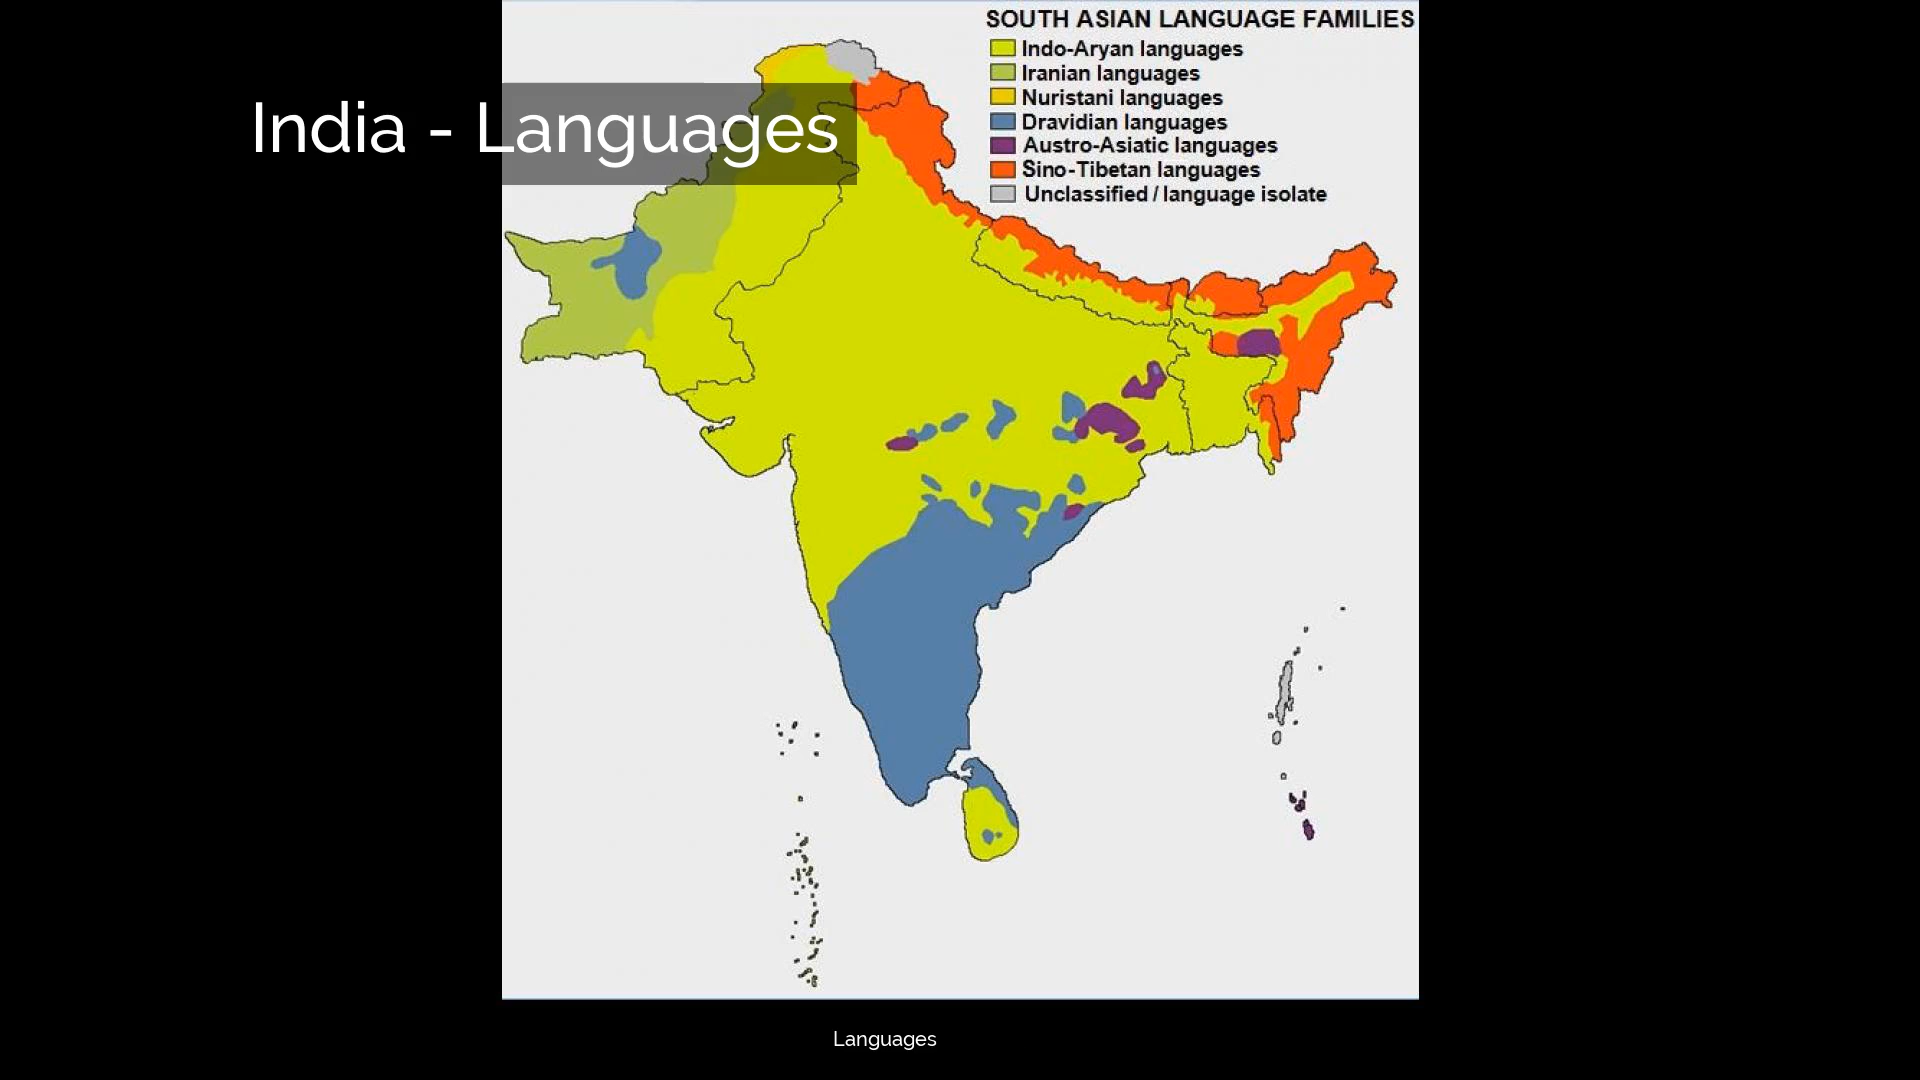 SOUTH ASIAN LANGUAGE FAMILIES
Indo-Aryan languages
Iranian languages
Nuristani languages
Dravidian languages
Austro-Asiatic languages
Sino-Tibetan languages
Unclassified / language isolate
India - Languages
Languages